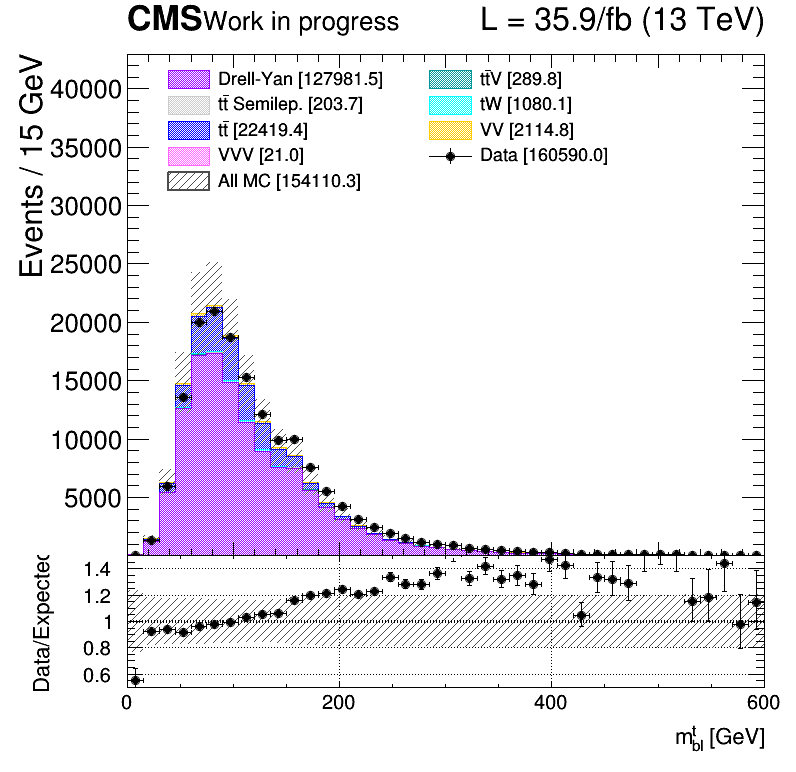 CMS Work in progress L = 35.9/fb (13 TeV)
Events / 15 GeV
40000
35000
30000
25000
20000
15000
10000
5000
Drell-Yan [127981.5]
tt̄ Semilep. [203.7]
tt̄ [22419.4]
VVV [21.0]
All MC [154110.3]
tt̄V [289.8]
tW [1080.1]
VV [2114.8]
Data [160590.0]
Data/Expected
1.4
1.2
1
0.8
0.6
0 200 400 600
m^t_bl [GeV]